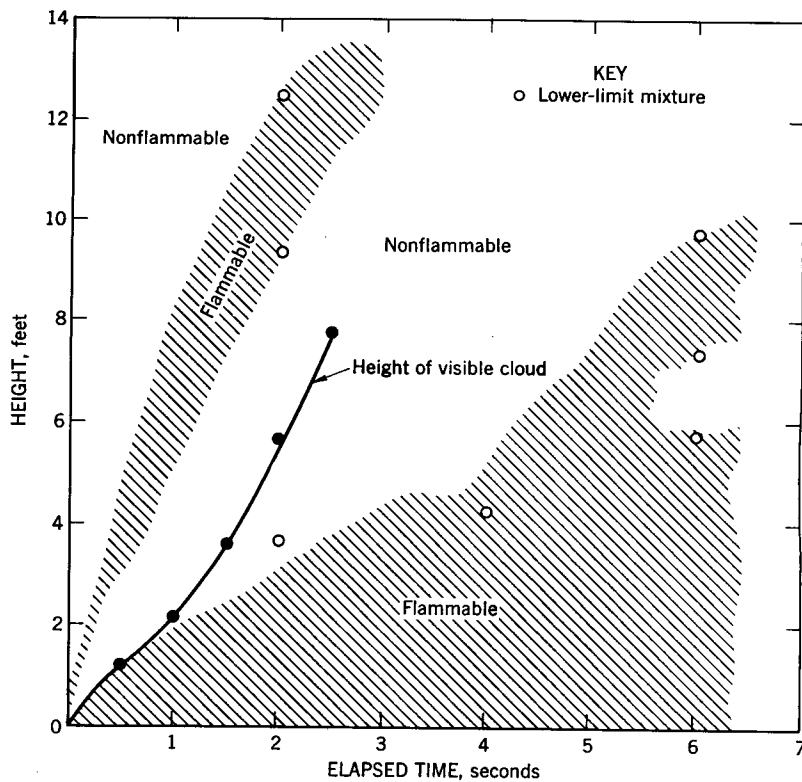 14
12
10
8
6
4
2
0
HEIGHT, feet
KEY
Lower-limit mixture
Nonflammable
Flammable
Nonflammable
Height of visible cloud
Flammable
1 2 3 4 5 6 7
ELAPSED TIME, seconds